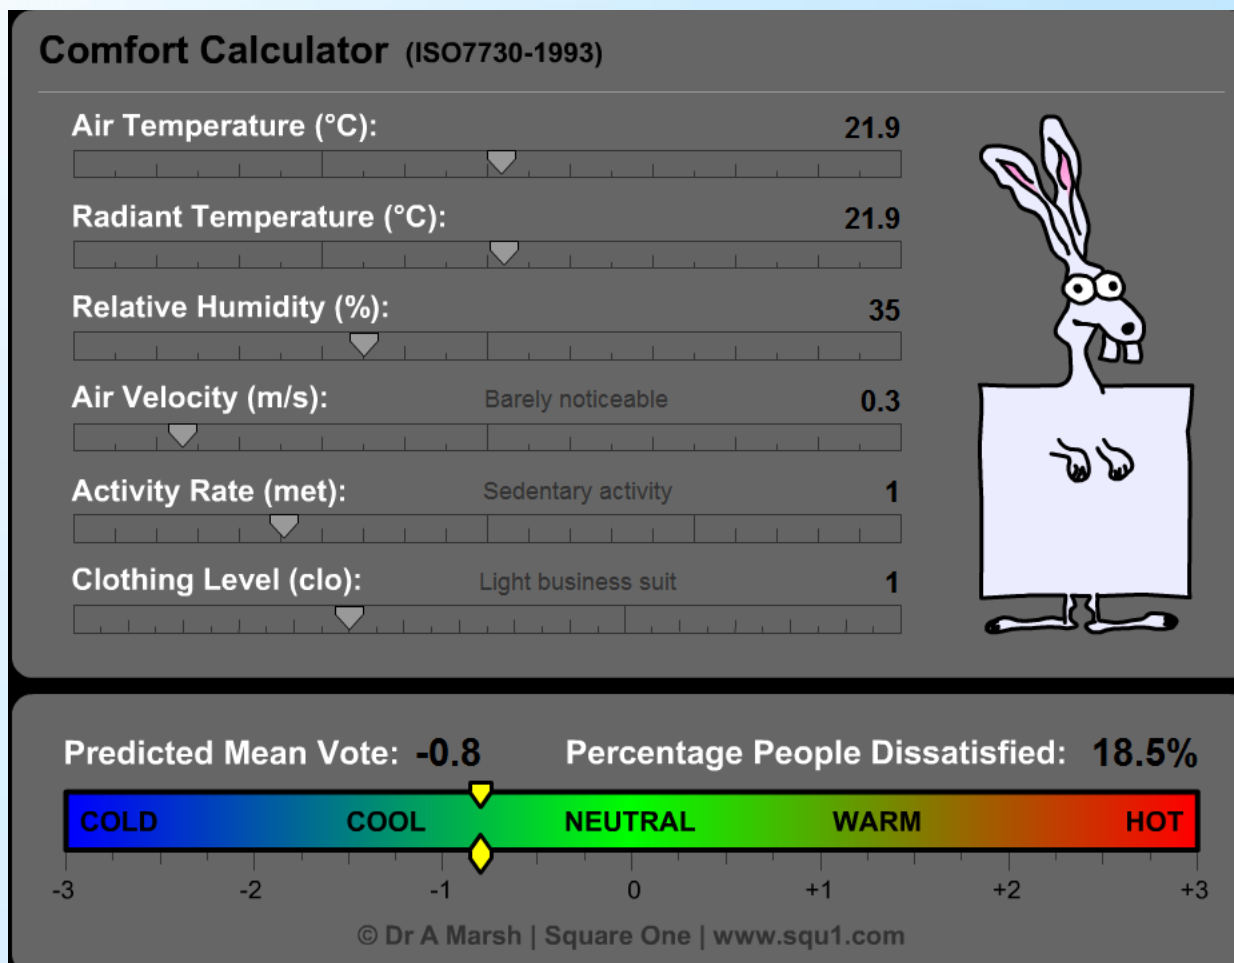 Comfort Calculator (ISO7730-1993)
Air Temperature (°C): 21.9
Radiant Temperature (°C): 21.9
Relative Humidity (%): 35
Air Velocity (m/s): Barely noticeable 0.3
Activity Rate (met): Sedentary activity 1
Clothing Level (clo): Light business suit 1
Predicted Mean Vote: -0.8 Percentage People Dissatisfied: 18.5%
COLD COOL NEUTRAL WARM HOT
-3 -2 -1 0 +1 +2 +3
© Dr A Marsh | Square One | www.squ1.com